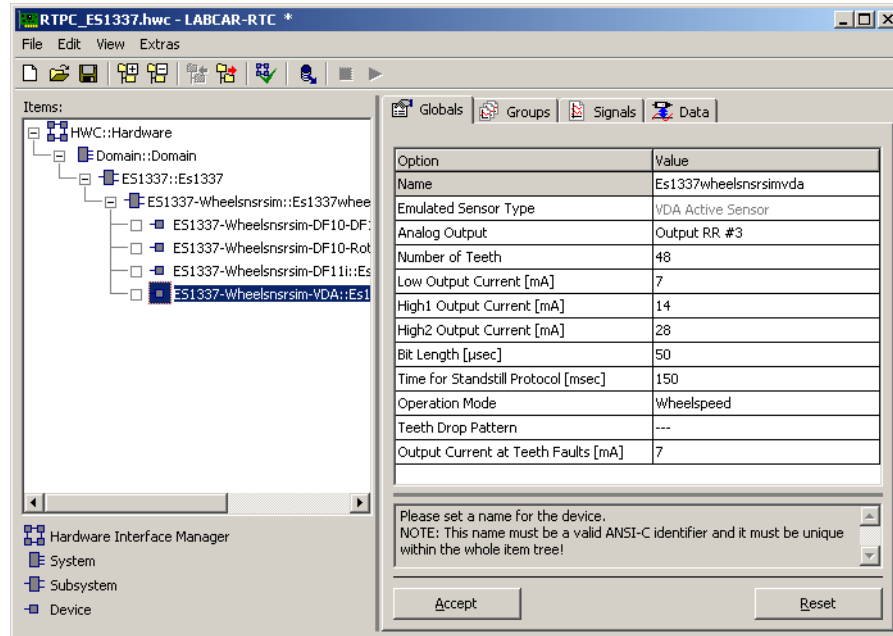 RTPC_ES1337.hwc - LABCAR-RTC *
File Edit View Extras
Items:
HWC::Hardware
Domain::Domain
ES1337::Es1337
ES1337-Wheelsnsrsim::Es1337whee
ES1337-Wheelsnsrsim-DF10-DF1
ES1337-Wheelsnsrsim-DF10-Rot
ES1337-Wheelsnsrsim-DF11i::Es
ES1337-Wheelsnsrsim-VDA::Es1
Hardware Interface Manager
System
Subsystem
Device
Globals Groups Signals Data
Option Value
Name Es1337wheelsnsrsimvda
Emulated Sensor Type VDA Active Sensor
Analog Output Output RR #3
Number of Teeth 48
Low Output Current [mA] 7
High1 Output Current [mA] 14
High2 Output Current [mA] 28
Bit Length [µsec] 50
Time for Standstill Protocol [msec] 150
Operation Mode Wheelspeed
Teeth Drop Pattern ---
Output Current at Teeth Faults [mA] 7
Please set a name for the device.
NOTE: This name must be a valid ANSI-C identifier and it must be unique
within the whole item tree!
Accept Reset